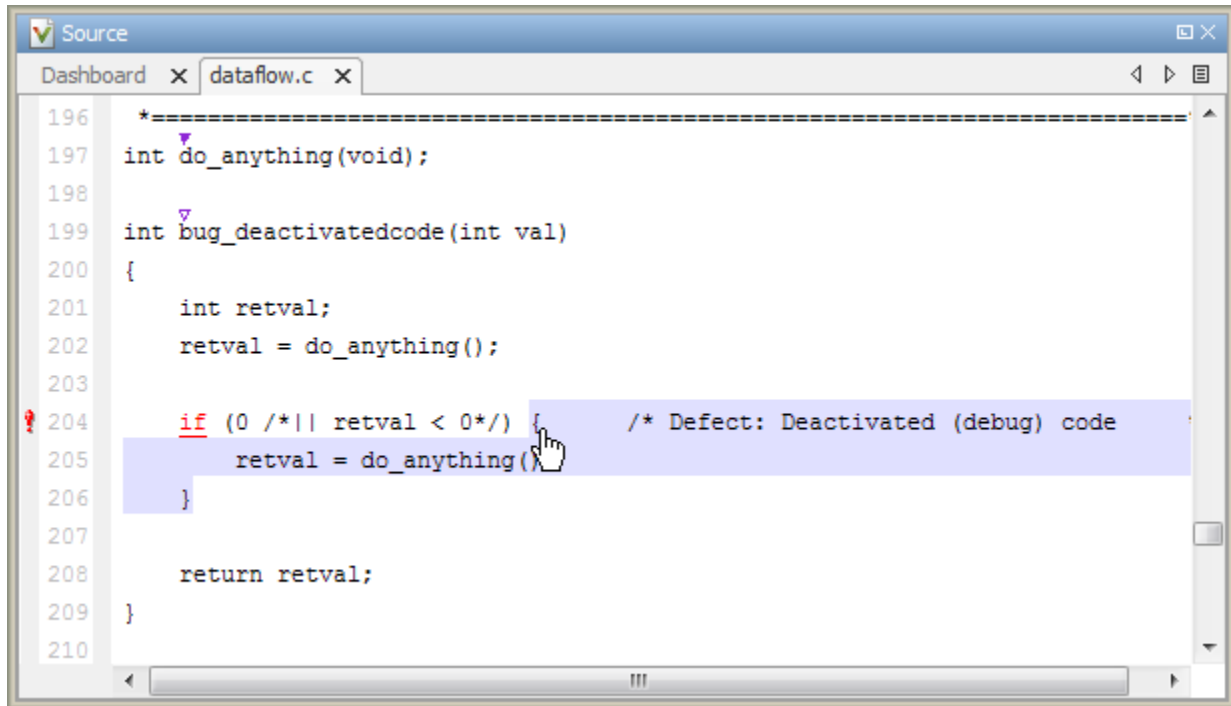 Source
Dashboard dataflow.c
196 *==========================================================================*
197 int do_anything(void);
198
199 int bug_deactivatedcode(int val)
200 {
201 int retval;
202 retval = do_anything();
203
204 if (0 /*|| retval < 0*/) { /* Defect: Deactivated (debug) code
205 retval = do_anything()
206 }
207
208 return retval;
209 }
210